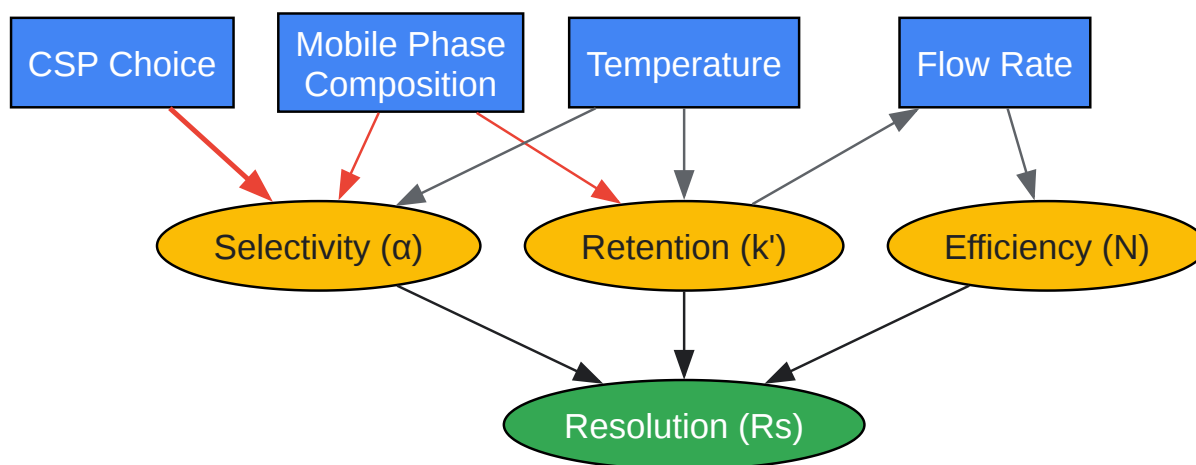 CSP Choice
Mobile Phase
Composition
Temperature
Flow Rate
Selectivity (α)
Retention (k')
Efficiency (N)
Resolution (Rs)